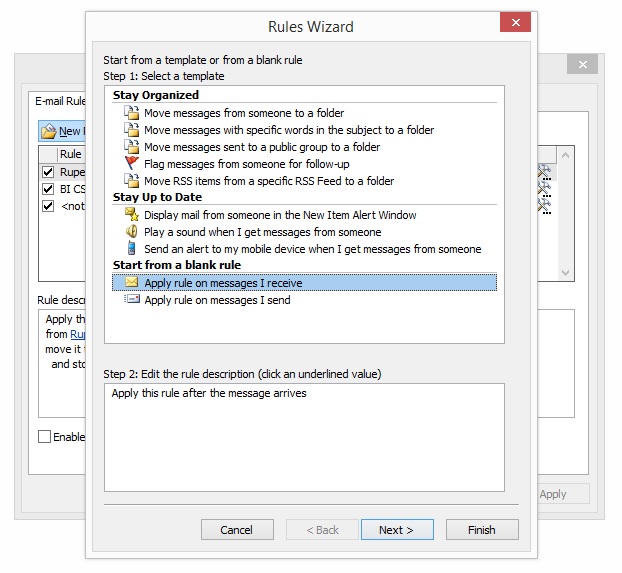 Rules Wizard
Start from a template or from a blank rule
Step 1: Select a template
Stay Organized
Move messages from someone to a folder
Move messages with specific words in the subject to a folder
Move messages sent to a public group to a folder
Flag messages from someone for follow-up
Move RSS items from a specific RSS Feed to a folder
Stay Up to Date
Display mail from someone in the New Item Alert Window
Play a sound when I get messages from someone
Send an alert to my mobile device when I get messages from someone
Start from a blank rule
Apply rule on messages I receive
Apply rule on messages I send
Step 2: Edit the rule description (click an underlined value)
Apply this rule after the message arrives
Cancel
< Back
Next >
Finish
E-mail Rule
New
Rule
Rupe
BI CS
<not
Rule descr
Apply th
from Rup
move it
and sto
Enable
Apply